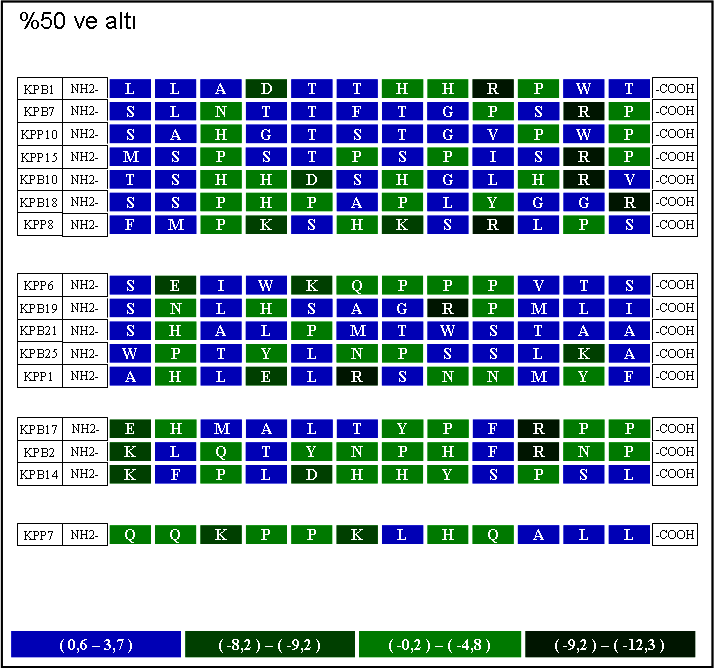 %50 ve altı
KPB1 NH2- L L A D T T H H R P W T -COOH
KPB7 NH2- S L N T T F T G P S R P -COOH
KPP10 NH2- S A H G T S T G V P W P -COOH
KPP15 NH2- M S P S T P S P I S R P -COOH
KPB10 NH2- T S H H D S H G L H R V -COOH
KPB18 NH2- S S P H P A P L Y G G R -COOH
KPP8 NH2- F M P K S H K S R L P S -COOH
KPP6 NH2- S E I W K Q P P P V T S -COOH
KPB19 NH2- S N L H S A G R P M L I -COOH
KPB21 NH2- S H A L P M T W S T A A -COOH
KPB25 NH2- W P T Y L N P S S L K A -COOH
KPP1 NH2- A H L E L R S N N M Y F -COOH
KPB17 NH2- E H M A L T Y P F R P P -COOH
KPB2 NH2- K L Q T Y N P H F R N P -COOH
KPB14 NH2- K F P L D H H Y S P S L -COOH
KPP7 NH2- Q Q K P P K L H Q A L L -COOH
( 0,6 – 3,7 ) ( -8,2 ) – ( -9,2 ) ( -0,2 ) – ( -4,8 ) ( -9,2 ) – ( -12,3 )